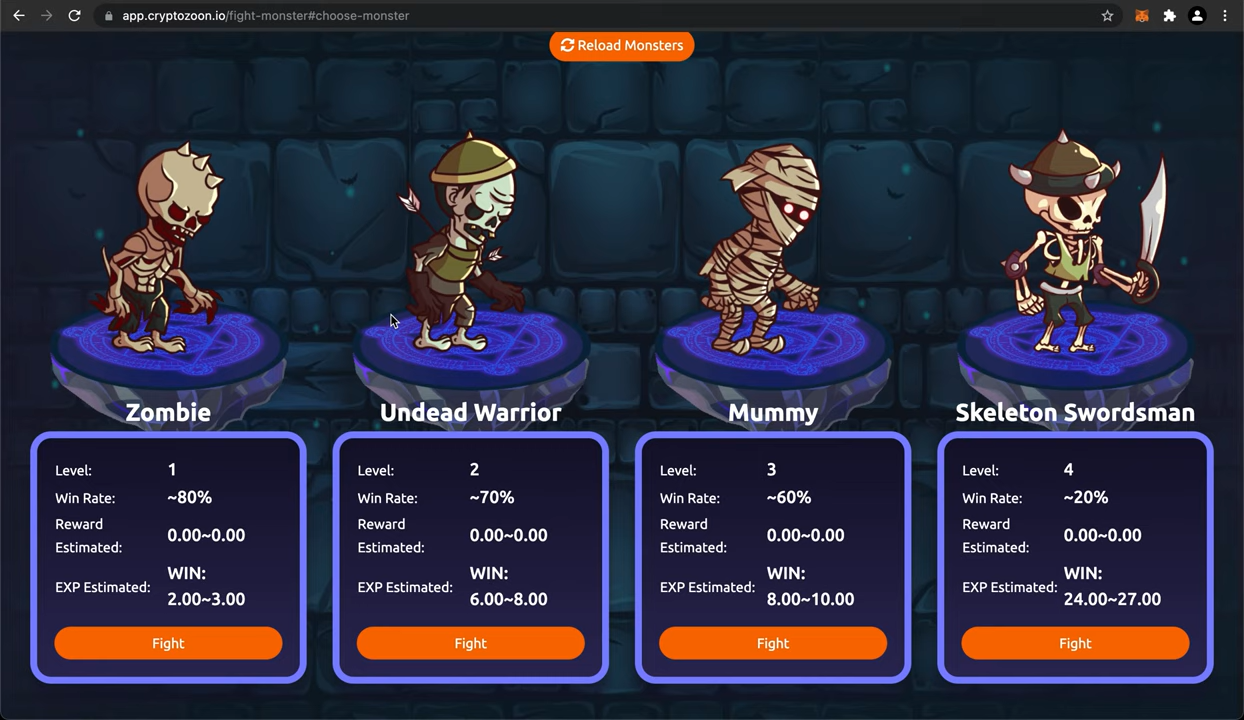 app.cryptozoon.io/fight-monster#choose-monster
Reload Monsters
Zombie
Level: 1
Win Rate: ~80%
Reward
Estimated: 0.00~0.00
EXP Estimated: WIN:
2.00~3.00
Fight
Undead Warrior
Level: 2
Win Rate: ~70%
Reward
Estimated: 0.00~0.00
EXP Estimated: WIN:
6.00~8.00
Fight
Mummy
Level: 3
Win Rate: ~60%
Reward
Estimated: 0.00~0.00
EXP Estimated: WIN:
8.00~10.00
Fight
Skeleton Swordsman
Level: 4
Win Rate: ~20%
Reward
Estimated: 0.00~0.00
EXP Estimated: WIN:
24.00~27.00
Fight